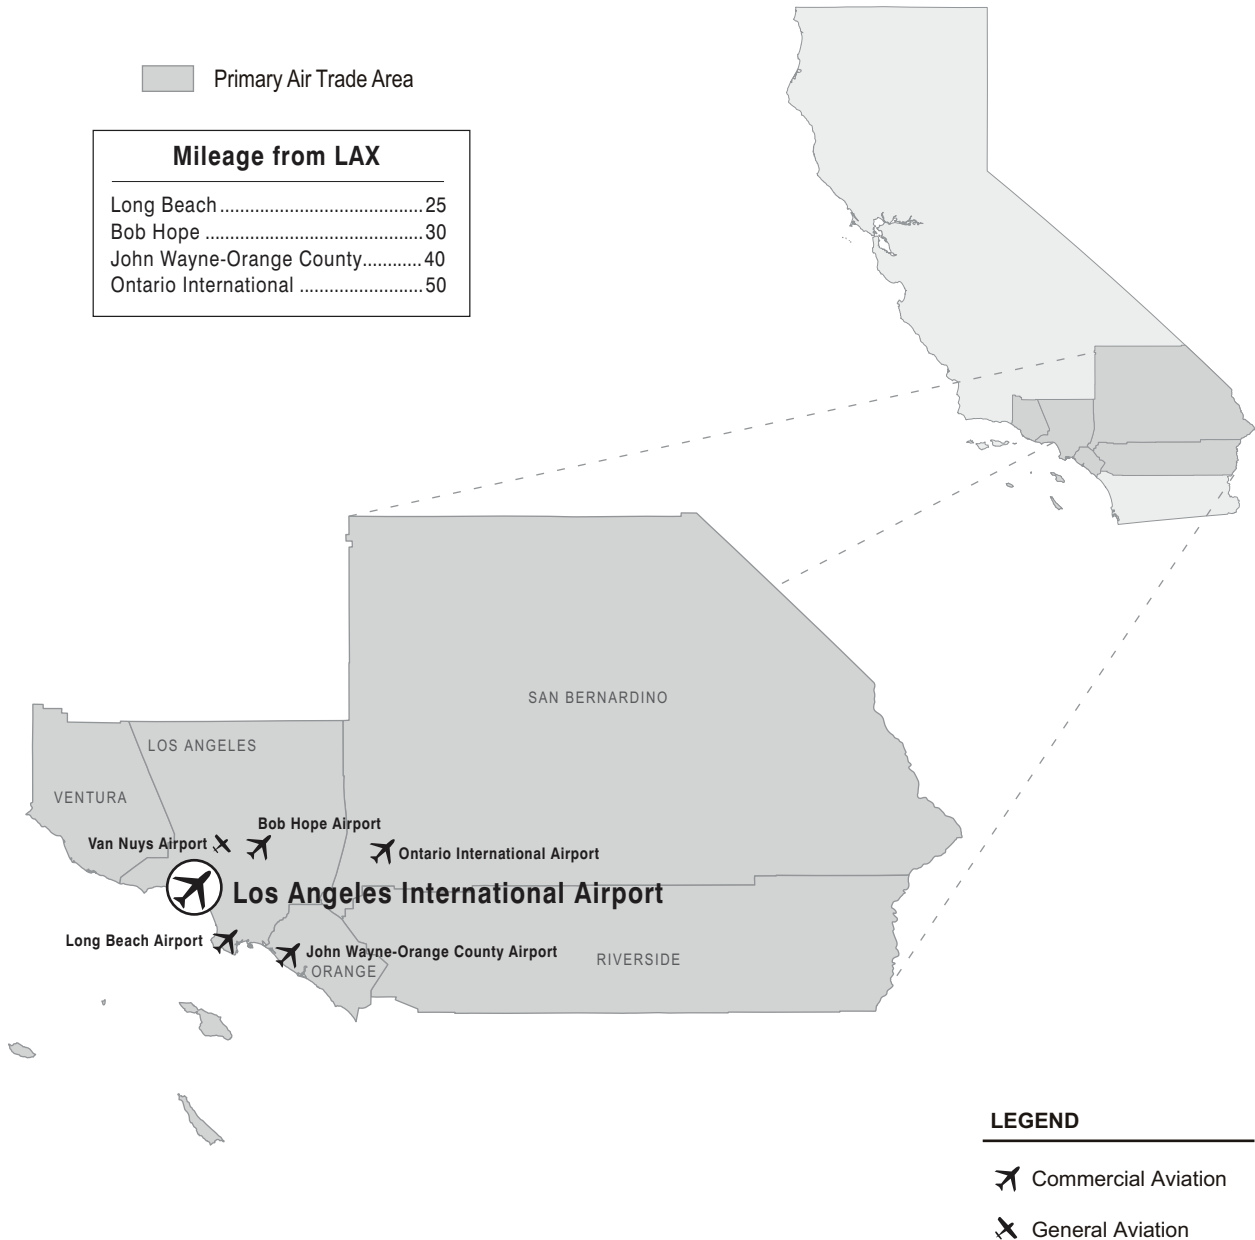 Primary Air Trade Area
Mileage from LAX
Long Beach.........................................25
Bob Hope ............................................30
John Wayne-Orange County............40
Ontario International .........................50
SAN BERNARDINO
LOS ANGELES
VENTURA
Bob Hope Airport
Van Nuys Airport
Ontario International Airport
Los Angeles International Airport
Long Beach Airport
John Wayne-Orange County Airport
RIVERSIDE
ORANGE
LEGEND
Commercial Aviation
General Aviation